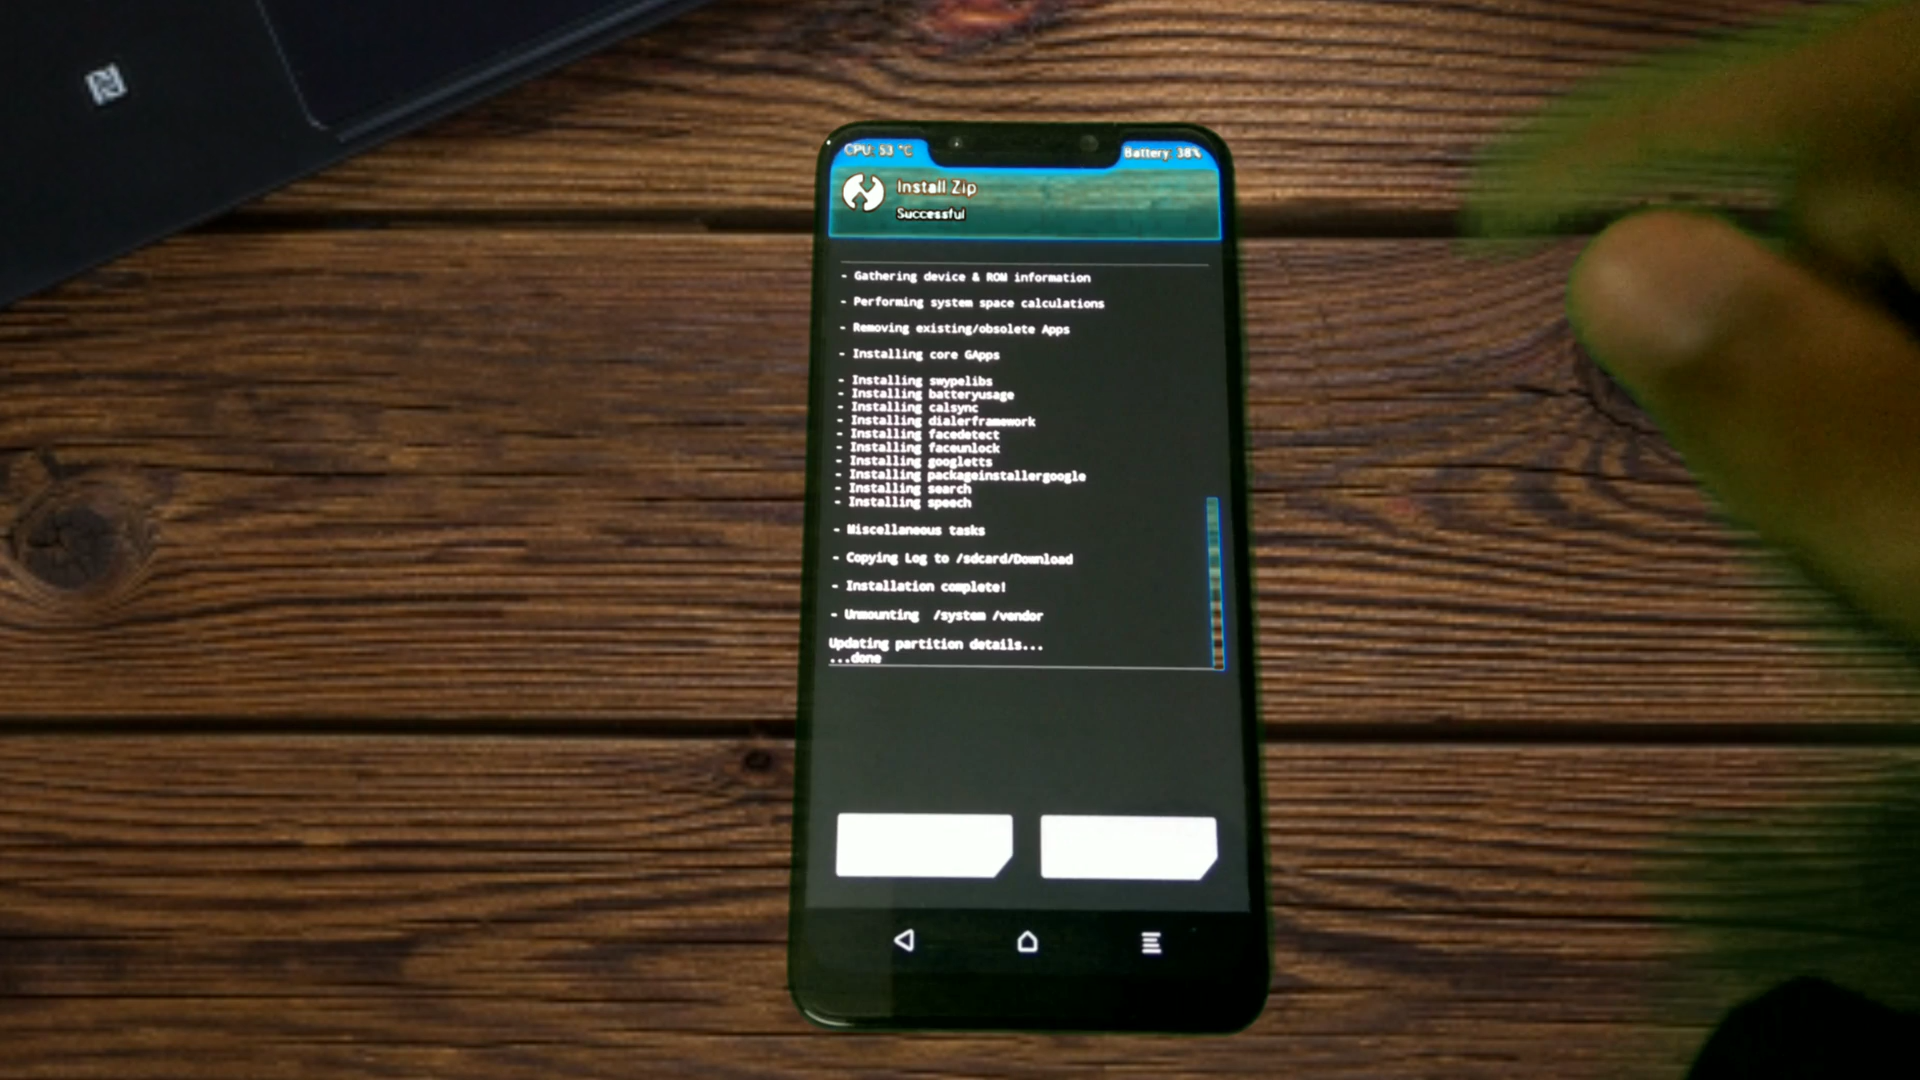 CPU: 53 °C
Battery: 38%
Install Zip
Successful
- Gathering device & ROM information
- Performing system space calculations
- Removing existing/obsolete Apps
- Installing core GApps
- Installing swypelibs
- Installing batteryusage
- Installing calsync
- Installing dialerframework
- Installing facedetect
- Installing faceunlock
- Installing googletts
- Installing packageinstallergoogle
- Installing search
- Installing speech
- Miscellaneous tasks
- Copying Log to /sdcard/Download
- Installation complete!
- Unmounting  /system /vendor
Updating partition details...
...done